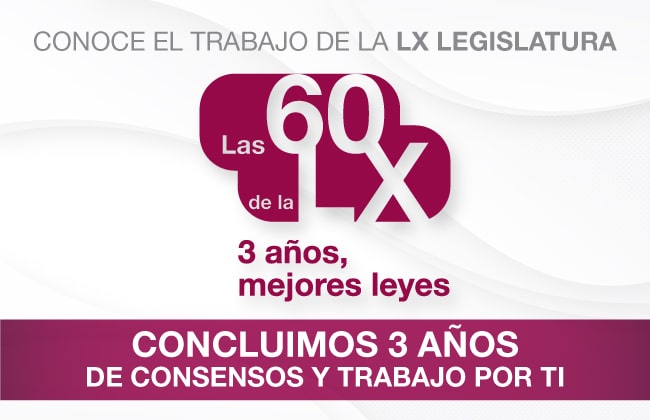 CONOCE EL TRABAJO DE LA LX LEGISLATURA
Las 60
de la LX
3 años,
mejores leyes
CONCLUIMOS 3 AÑOS
DE CONSENSOS Y TRABAJO POR TI